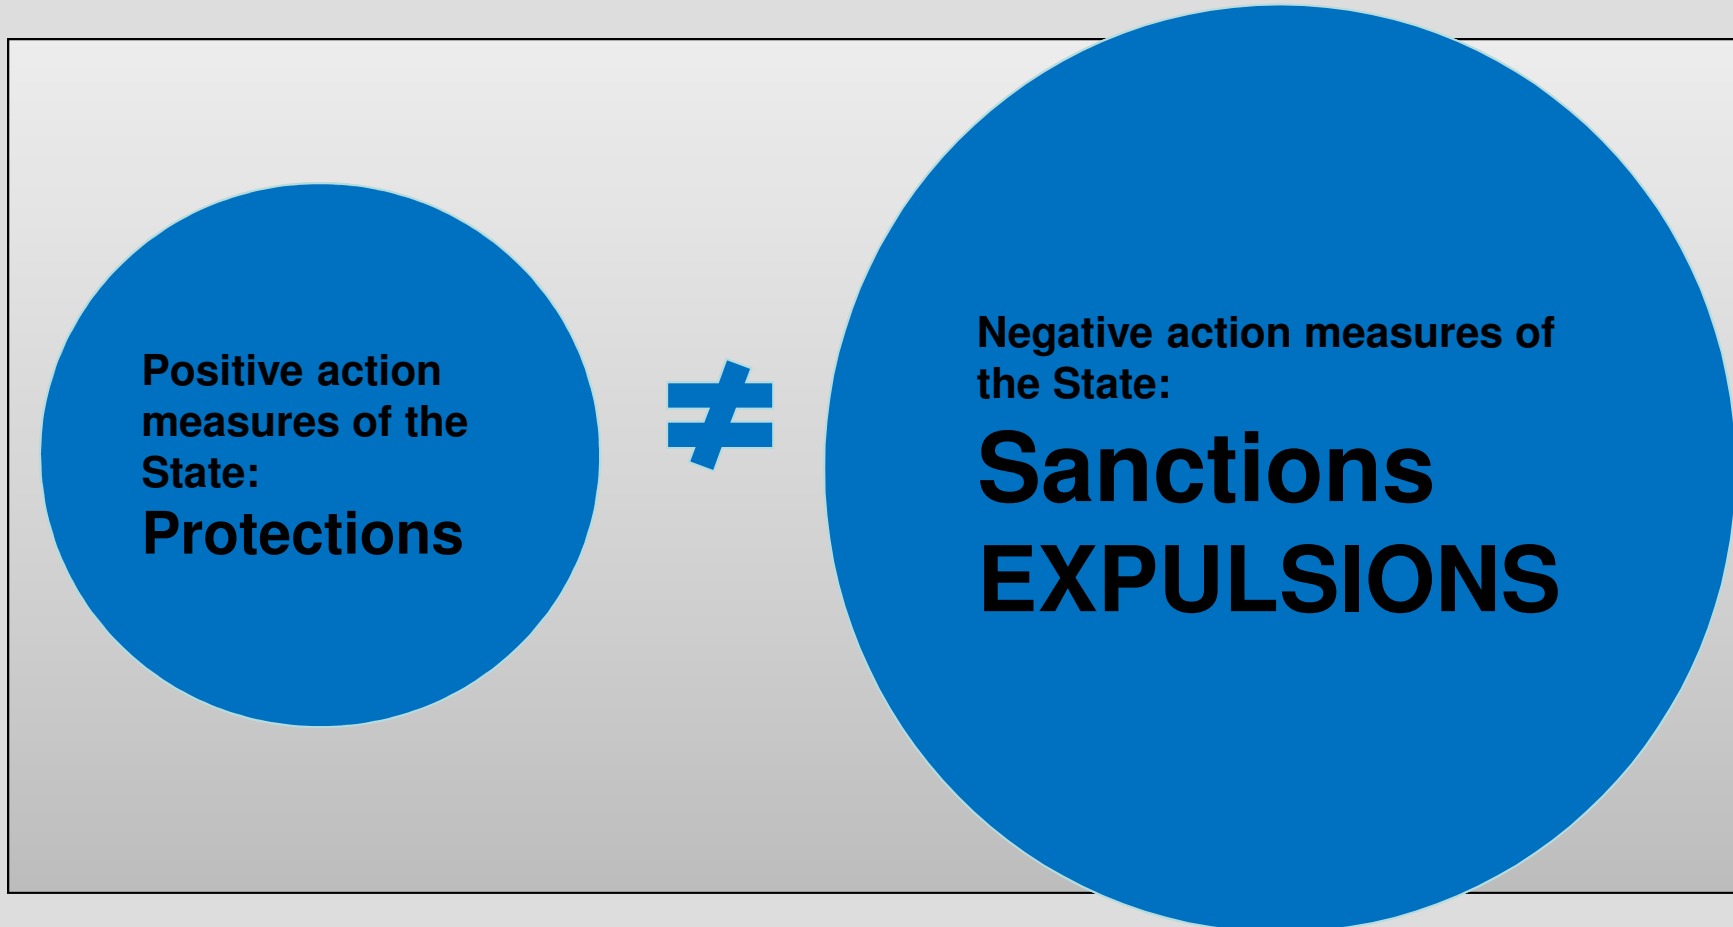 Positive action
measures of the
State:
Protections
≠
Negative action measures of
the State:
Sanctions
EXPULSIONS